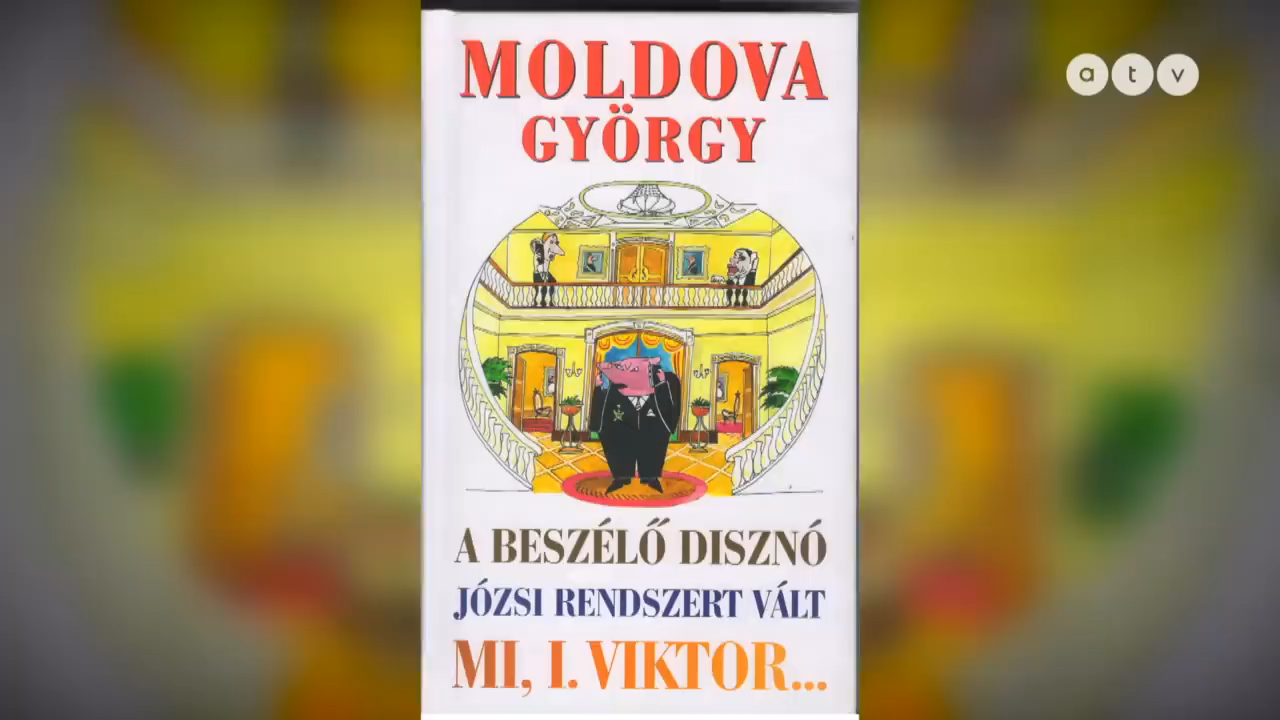 MOLDOVA
GYÖRGY
atv
A BESZÉLŐ DISZNÓ
JÓZSI RENDSZERT VÁLT
MI, I. VIKTOR...